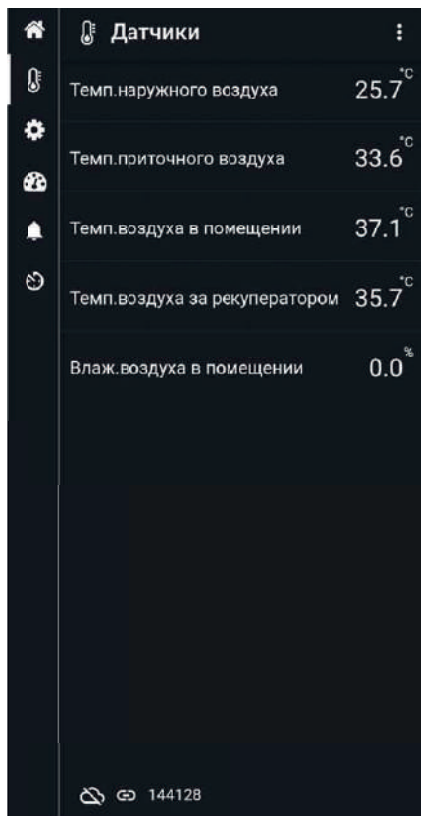 Датчики
Темп.наружного воздуха 25.7 °C
Темп.приточного воздуха 33.6 °C
Темп.воздуха в помещении 37.1 °C
Темп.воздуха за рекуператором 35.7 °C
Влаж.воздуха в помещении 0.0 %
144128